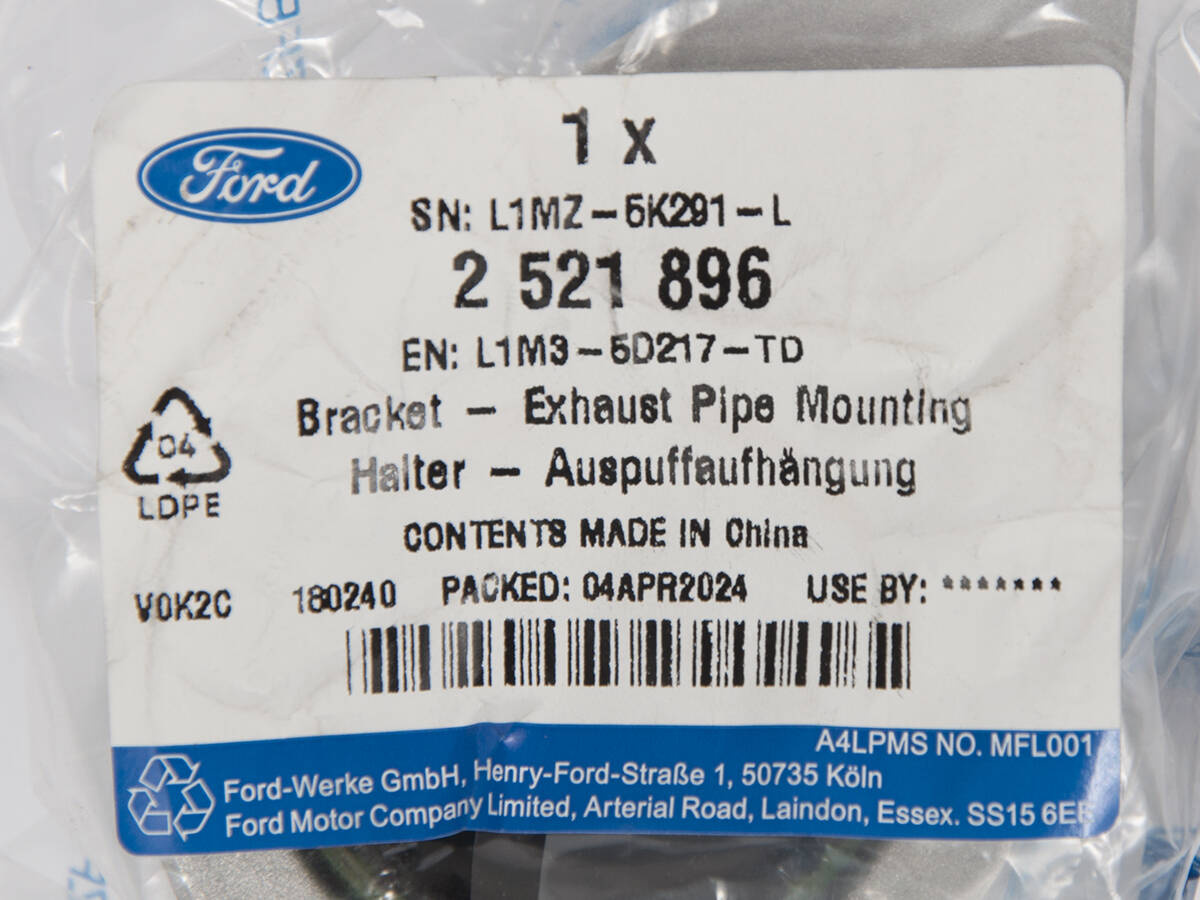 Ford
1 x
SN: L1MZ-5K291-L
2 521 896
EN: L1M3-5D217-TD
Bracket - Exhaust Pipe Mounting
Halter - Auspuffaufhängung
04
LDPE
CONTENTS MADE IN China
V0K2C 180240 PACKED: 04APR2024 USE BY: *******
A4LPMS NO. MFL001
Ford-Werke GmbH, Henry-Ford-Straße 1, 50735 Köln
Ford Motor Company Limited, Arterial Road, Laindon, Essex. SS15 6EE